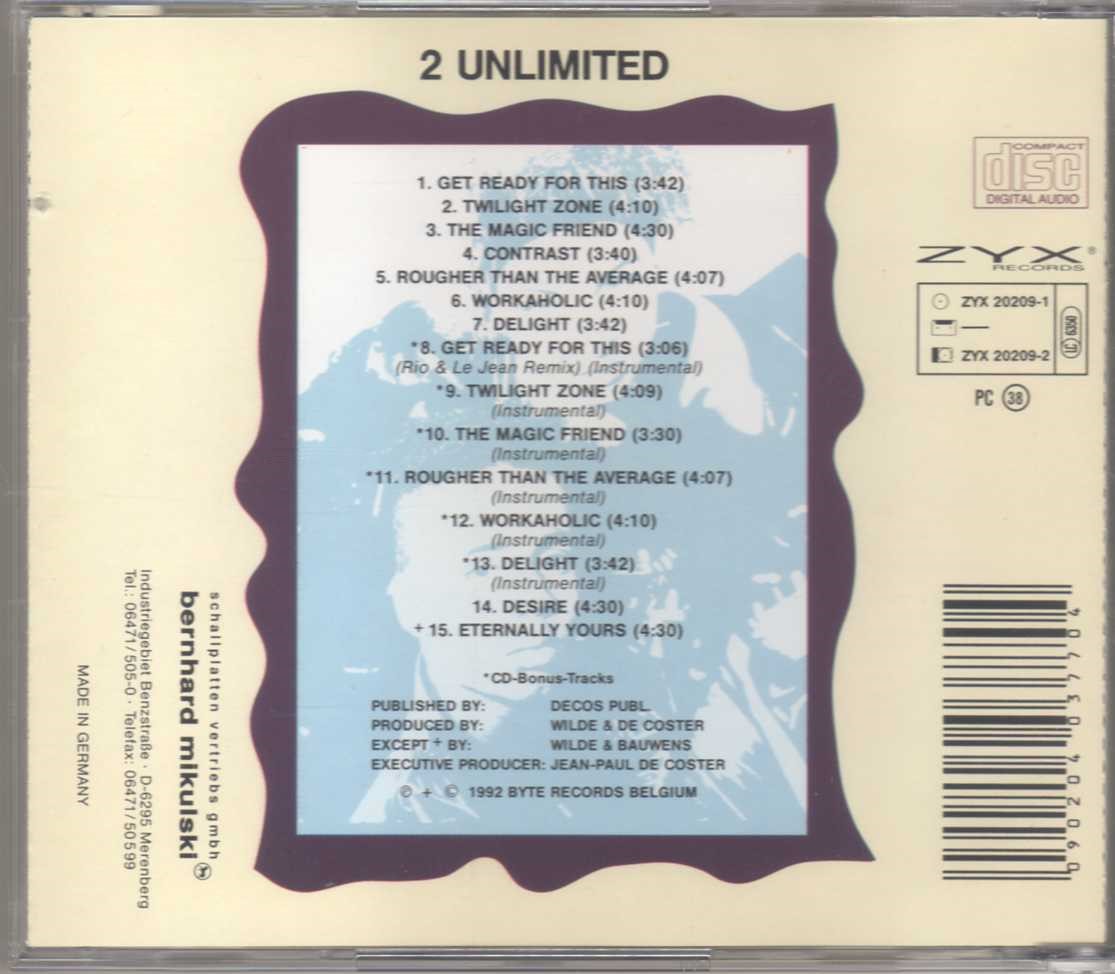 2 UNLIMITED
1. GET READY FOR THIS (3:42)
2. TWILIGHT ZONE (4:10)
3. THE MAGIC FRIEND (4:30)
4. CONTRAST (3:40)
5. ROUGHER THAN THE AVERAGE (4:07)
6. WORKAHOLIC (4:10)
7. DELIGHT (3:42)
*8. GET READY FOR THIS (3:06)
(Rio & Le Jean Remix) (Instrumental)
*9. TWILIGHT ZONE (4:09)
(Instrumental)
*10. THE MAGIC FRIEND (3:30)
(Instrumental)
*11. ROUGHER THAN THE AVERAGE (4:07)
(Instrumental)
*12. WORKAHOLIC (4:10)
(Instrumental)
*13. DELIGHT (3:42)
(Instrumental)
14. DESIRE (4:30)
+ 15. ETERNALLY YOURS (4:30)
*CD-Bonus-Tracks
PUBLISHED BY: DECOS PUBL.
PRODUCED BY: WILDE & DE COSTER
EXCEPT + BY: WILDE & BAUWENS
EXECUTIVE PRODUCER: JEAN-PAUL DE COSTER
℗ + © 1992 BYTE RECORDS BELGIUM
COMPACT
disc
DIGITAL AUDIO
ZYX®
RECORDS
ZYX 20209-1
—
ZYX 20209-2
LC 6350
PC 38
090204037704
schallplatten vertriebs gmbh
bernhard mikulski
Industriegebiet Benzstraße · D-6295 Merenberg
Tel.: 06471/505-0 · Telefax: 06471/50599
MADE IN GERMANY